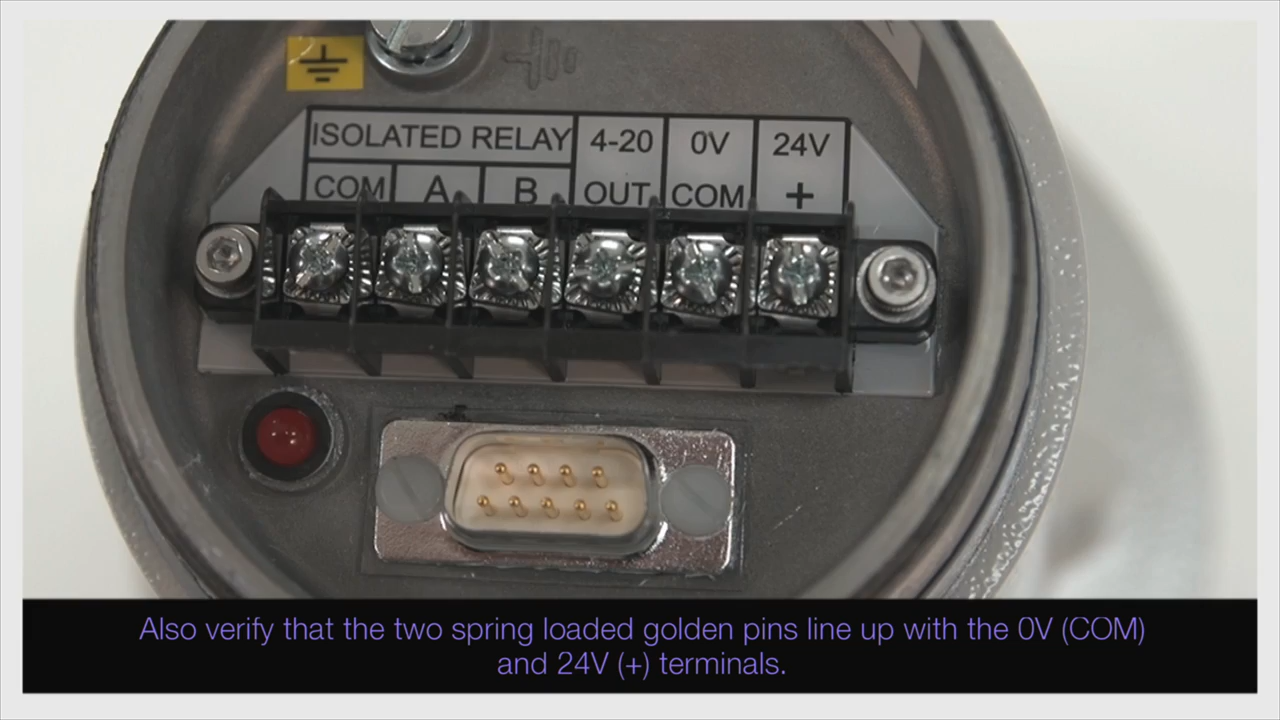 ISOLATED RELAY 4-20 0V 24V
COM A B OUT COM +
Also verify that the two spring loaded golden pins line up with the 0V (COM)
and 24V (+) terminals.